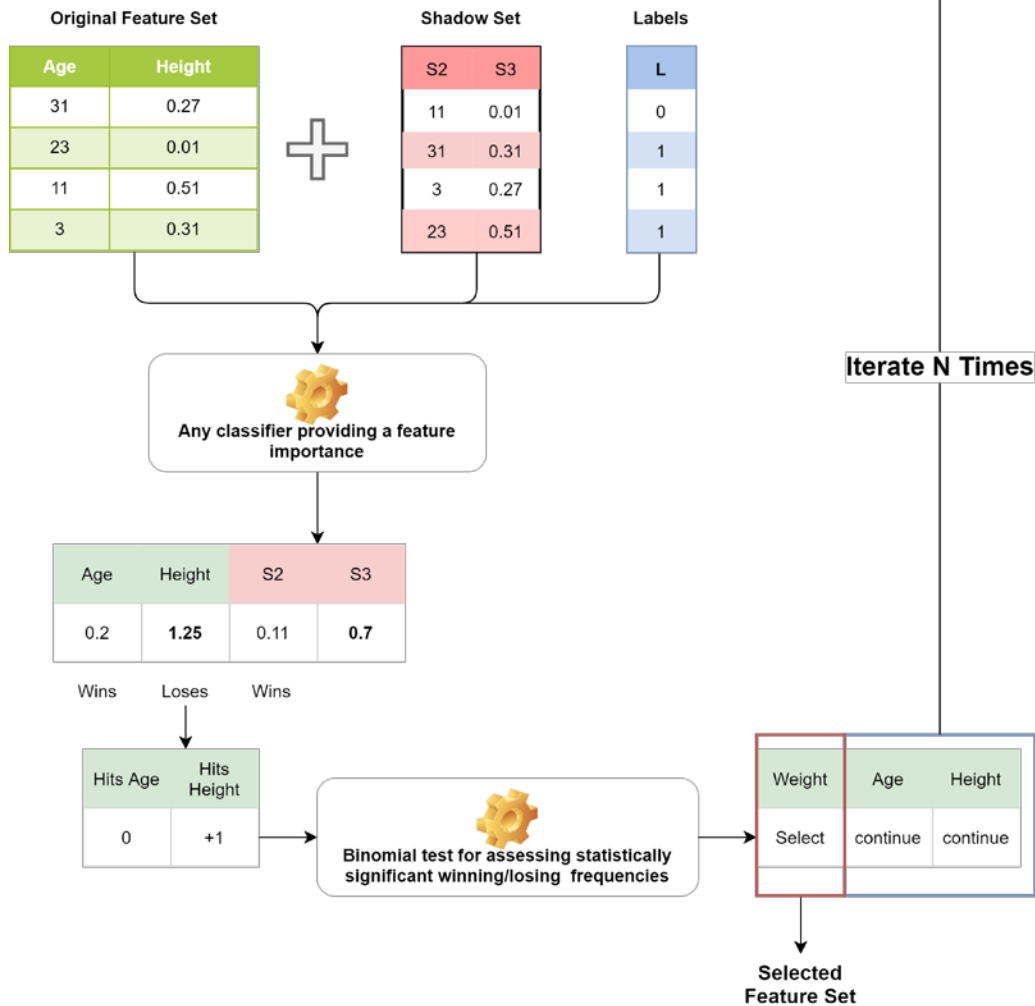 Original Feature Set Shadow Set Labels
Age Height S2 S3 L
31 0.27 11 0.01 0
23 0.01 31 0.31 1
11 0.51 3 0.27 1
3 0.31 23 0.51 1
Iterate N Times
Any classifier providing a feature
importance
Age Height S2 S3
0.2 1.25 0.11 0.7
Wins Loses Wins
Hits Age Hits
Height
0 +1
Binomial test for assessing statistically
significant winning/losing frequencies
Weight Age Height
Select continue continue
Selected
Feature Set